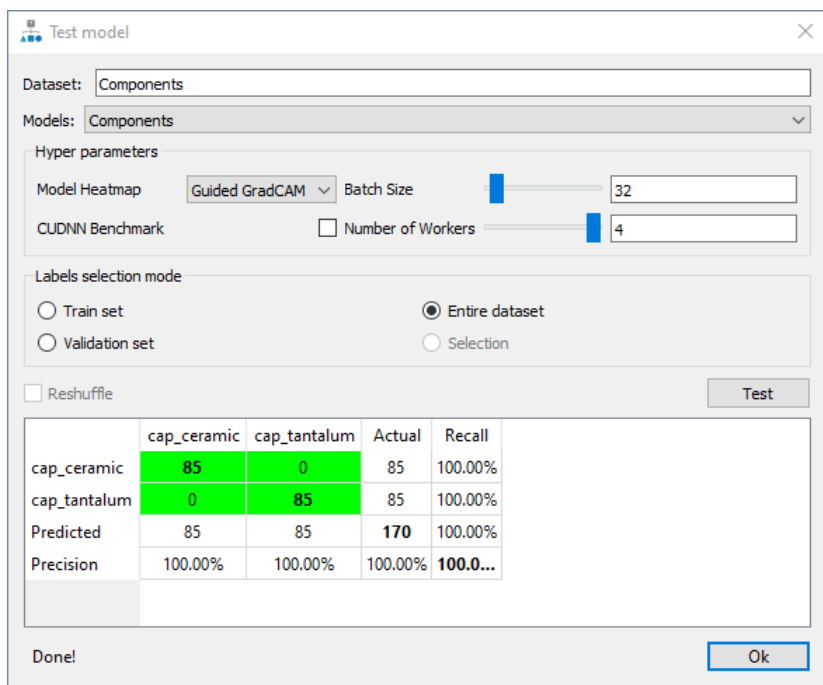 Test model
Dataset: Components
Models: Components
Hyper parameters
Model Heatmap Guided GradCAM Batch Size 32
CUDNN Benchmark Number of Workers 4
Labels selection mode
Train set Entire dataset
Validation set Selection
Reshuffle Test
cap_ceramic cap_tantalum Actual Recall
cap_ceramic 85 0 85 100.00%
cap_tantalum 0 85 85 100.00%
Predicted 85 85 170 100.00%
Precision 100.00% 100.00% 100.00% 100.0...
Done! Ok